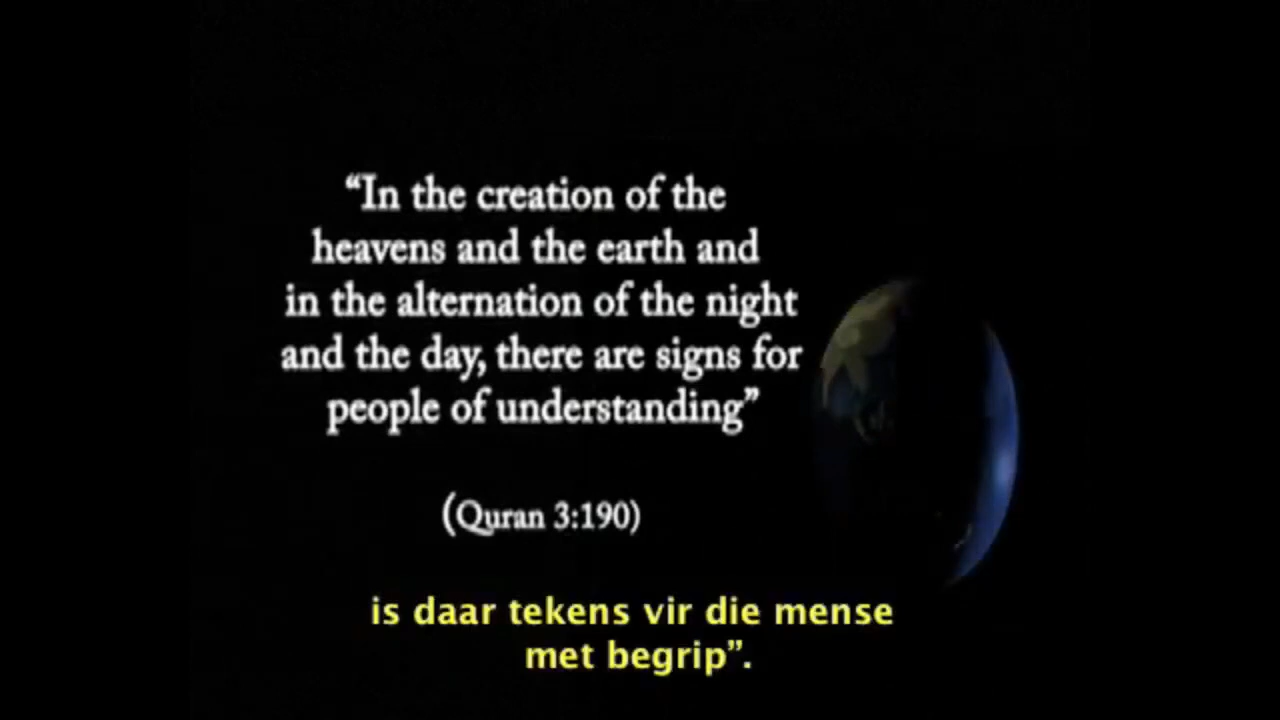 “In the creation of the
heavens and the earth and
in the alternation of the night
and the day, there are signs for
people of understanding”
(Quran 3:190)
is daar tekens vir die mense
met begrip”.